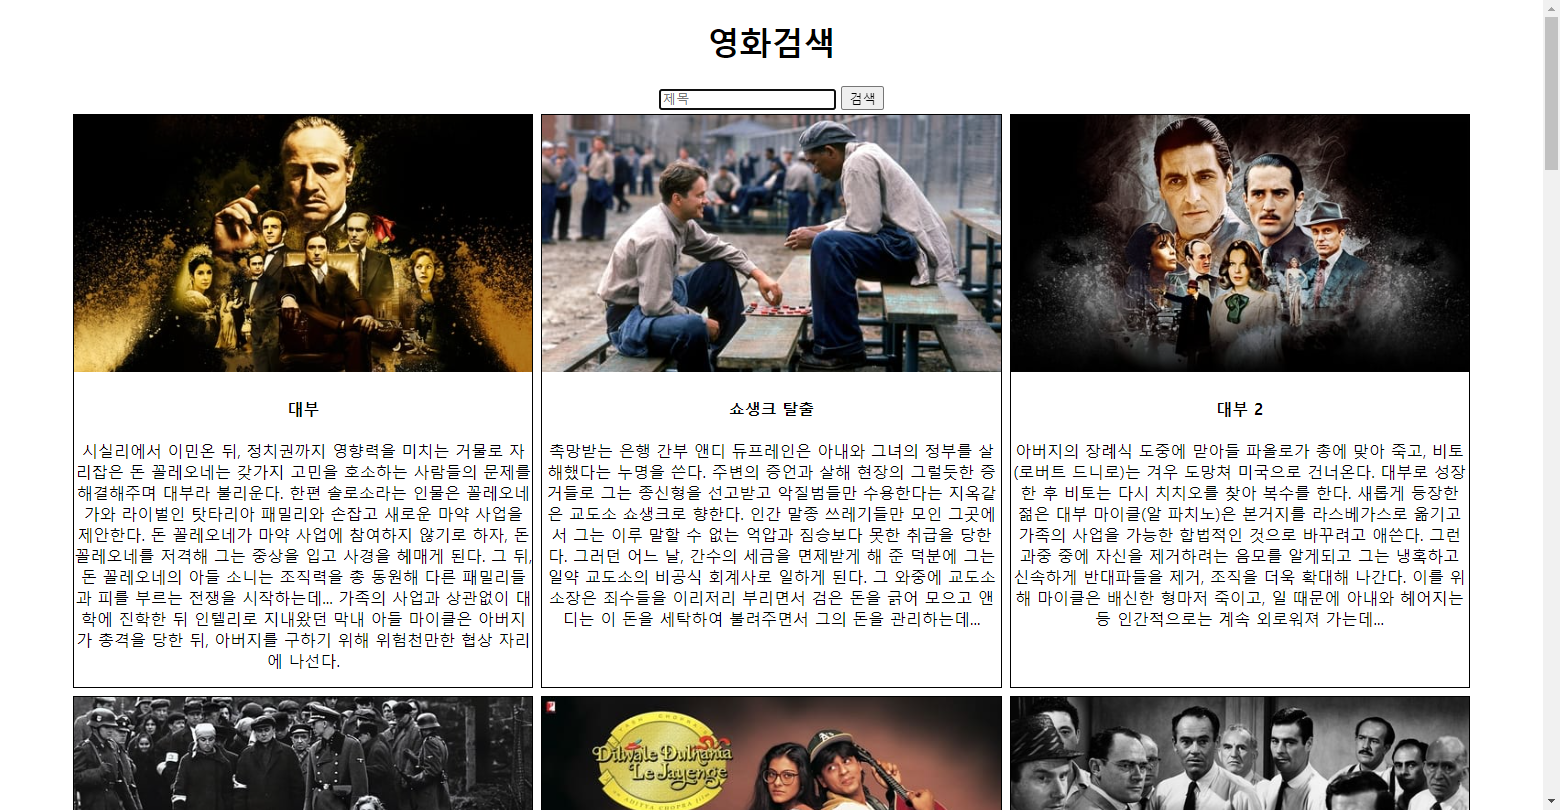 영화검색
제목
검색
대부
시실리에서 이민온 뒤, 정치권까지 영향력을 미치는 거물로 자
리잡은 돈 꼴레오네는 갖가지 고민을 호소하는 사람들의 문제를
해결해주며 대부라 불리운다. 한편 솔로소라는 인물은 꼴레오네
가와 라이벌인 탓타리아 패밀리와 손잡고 새로운 마약 사업을
제안한다. 돈 꼴레오네가 마약 사업에 참여하지 않기로 하자, 돈
꼴레오네를 저격해 그는 중상을 입고 사경을 헤매게 된다. 그 뒤,
돈 꼴레오네의 아들 소니는 조직력을 총 동원해 다른 패밀리들
과 피를 부르는 전쟁을 시작하는데... 가족의 사업과 상관없이 대
학에 진학한 뒤 인텔리로 지내왔던 막내 아들 마이클은 아버지
가 총격을 당한 뒤, 아버지를 구하기 위해 위험천만한 협상 자리
에 나선다.
쇼생크 탈출
촉망받는 은행 간부 앤디 듀프레인은 아내와 그녀의 정부를 살
해했다는 누명을 쓴다. 주변의 증언과 살해 현장의 그럴듯한 증
거들로 그는 종신형을 선고받고 악질범들만 수용한다는 지옥같
은 교도소 쇼생크로 향한다. 인간 말종 쓰레기들만 모인 그곳에
서 그는 이루 말할 수 없는 억압과 짐승보다 못한 취급을 당한
다. 그러던 어느 날, 간수의 세금을 면제받게 해 준 덕분에 그는
일약 교도소의 비공식 회계사로 일하게 된다. 그 와중에 교도소
소장은 죄수들을 이리저리 부리면서 검은 돈을 긁어 모으고 앤
디는 이 돈을 세탁하여 불려주면서 그의 돈을 관리하는데...
대부 2
아버지의 장례식 도중에 맏아들 파올로가 총에 맞아 죽고, 비토
(로버트 드니로)는 겨우 도망쳐 미국으로 건너온다. 대부로 성장
한 후 비토는 다시 치치오를 찾아 복수를 한다. 새롭게 등장한
젊은 대부 마이클(알 파치노)은 본거지를 라스베가스로 옮기고
가족의 사업을 가능한 합법적인 것으로 바꾸려고 애쓴다. 그런
과중 중에 자신을 제거하려는 음모를 알게되고 그는 냉혹하고
신속하게 반대파들을 제거, 조직을 더욱 확대해 나간다. 이를 위
해 마이클은 배신한 형마저 죽이고, 일 때문에 아내와 헤어지는
등 인간적으로는 계속 외로워져 가는데...
YASH CHOPRA
Dilwale Dulhania
Le Jayenge
ADITYA CHOPRA